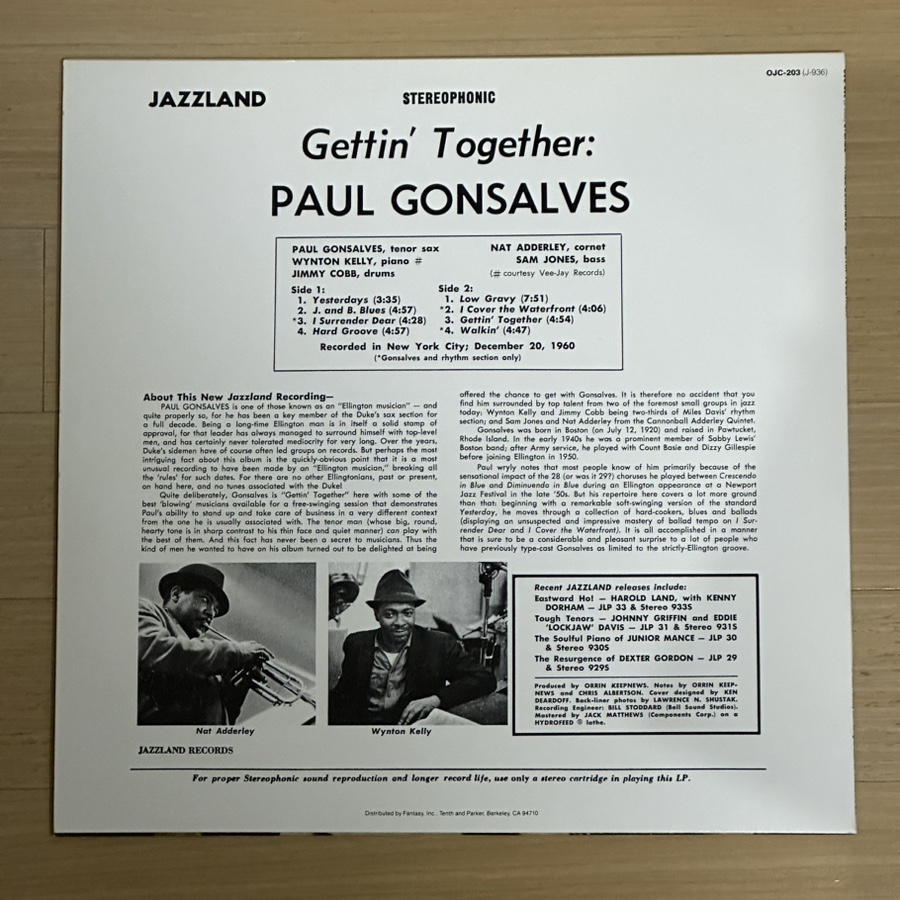 OJC-203 (J-936)
JAZZLAND
STEREOPHONIC
Gettin' Together:
PAUL GONSALVES
PAUL GONSALVES, tenor sax
WYNTON KELLY, piano #
JIMMY COBB, drums
NAT ADDERLEY, cornet
SAM JONES, bass
(# courtesy Vee-Jay Records)
Side 1:
1. Yesterdays (3:35)
2. J. and B. Blues (4:57)
*3. I Surrender Dear (4:28)
4. Hard Groove (4:57)
Side 2:
1. Low Gravy (7:51)
*2. I Cover the Waterfront (4:06)
3. Gettin' Together (4:54)
*4. Walkin' (4:47)
Recorded in New York City; December 20, 1960
(*Gonsalves and rhythm section only)
About This New Jazzland Recording—
PAUL GONSALVES is one of those known as an "Ellington musician" — and
quite properly so, for he has been a key member of the Duke's sax section for
a full decade. Being a long-time Ellington man is in itself a solid stamp of
approval, for that leader has always managed to surround himself with top-level
men, and has certainly never tolerated mediocrity for very long. Over the years,
Duke's sidemen have of course often led groups on records. But perhaps the most
intriguing fact about this album is the quickly-obvious point that it is a most
unusual recording to have been made by an "Ellington musician," breaking all
the 'rules' for such dates. For there are no other Ellingtonians, past or present,
on hand here, and no tunes associated with the Duke!
Quite deliberately, Gonsalves is "Gettin' Together" here with some of the
best 'blowing' musicians available for a free-swinging session that demonstrates
Paul's ability to stand up and take care of business in a very different context
from the one he is usually associated with. The tenor man (whose big, round,
hearty tone is in sharp contrast to his thin face and quiet manner) can play with
the best of them. And this fact has never been a secret to musicians. Thus the
kind of men he wanted to have on his album turned out to be delighted at being
offered the chance to get with Gonsalves. It is therefore no accident that you
find him surrounded by top talent from two of the foremost small groups in jazz
today: Wynton Kelly and Jimmy Cobb being two-thirds of Miles Davis' rhythm
section; and Sam Jones and Nat Adderley from the Cannonball Adderley Quintet.
Gonsalves was born in Boston (on July 12, 1920) and raised in Pawtucket,
Rhode Island. In the early 1940s he was a prominent member of Sabby Lewis'
Boston band; after Army service, he played with Count Basie and Dizzy Gillespie
before joining Ellington in 1950.
Paul wryly notes that most people know of him primarily because of the
sensational impact of the 28 (or was it 29?) choruses he played between Crescendo
in Blue and Diminuendo in Blue during an Ellington appearance at a Newport
Jazz Festival in the late '50s. But his repertoire here covers a lot more ground
than that: beginning with a remarkable soft-swinging version of the standard
Yesterday, he moves through a collection of hard-cookers, blues and ballads
(displaying an unsuspected and impressive mastery of ballad tempo on I Sur-
render Dear and I Cover the Waterfront). It is all accomplished in a manner
that is sure to be a considerable and pleasant surprise to a lot of people who
have previously type-cast Gonsalves as limited to the strictly-Ellington groove.
Nat Adderley
Wynton Kelly
Recent JAZZLAND releases include:
Eastward Ho! — HAROLD LAND, with KENNY
DORHAM — JLP 33 & Stereo 933S
Tough Tenors — JOHNNY GRIFFIN and EDDIE
'LOCKJAW' DAVIS — JLP 31 & Stereo 931S
The Soulful Piano of JUNIOR MANCE — JLP 30
& Stereo 930S
The Resurgence of DEXTER GORDON — JLP 29
& Stereo 929S
Produced by ORRIN KEEPNEWS. Notes by ORRIN KEEP-
NEWS and CHRIS ALBERTSON. Cover designed by KEN
DEARDOFF. Back-liner photos by LAWRENCE N. SHUSTAK.
Recording Engineer: BILL STODDARD (Bell Sound Studios).
Mastered by JACK MATTHEWS (Components Corp.) on a
HYDROFEED ® lathe.
JAZZLAND RECORDS
For proper Stereophonic sound reproduction and longer record life, use only a stereo cartridge in playing this LP.
Distributed by Fantasy, Inc., Tenth and Parker, Berkeley, CA 94710